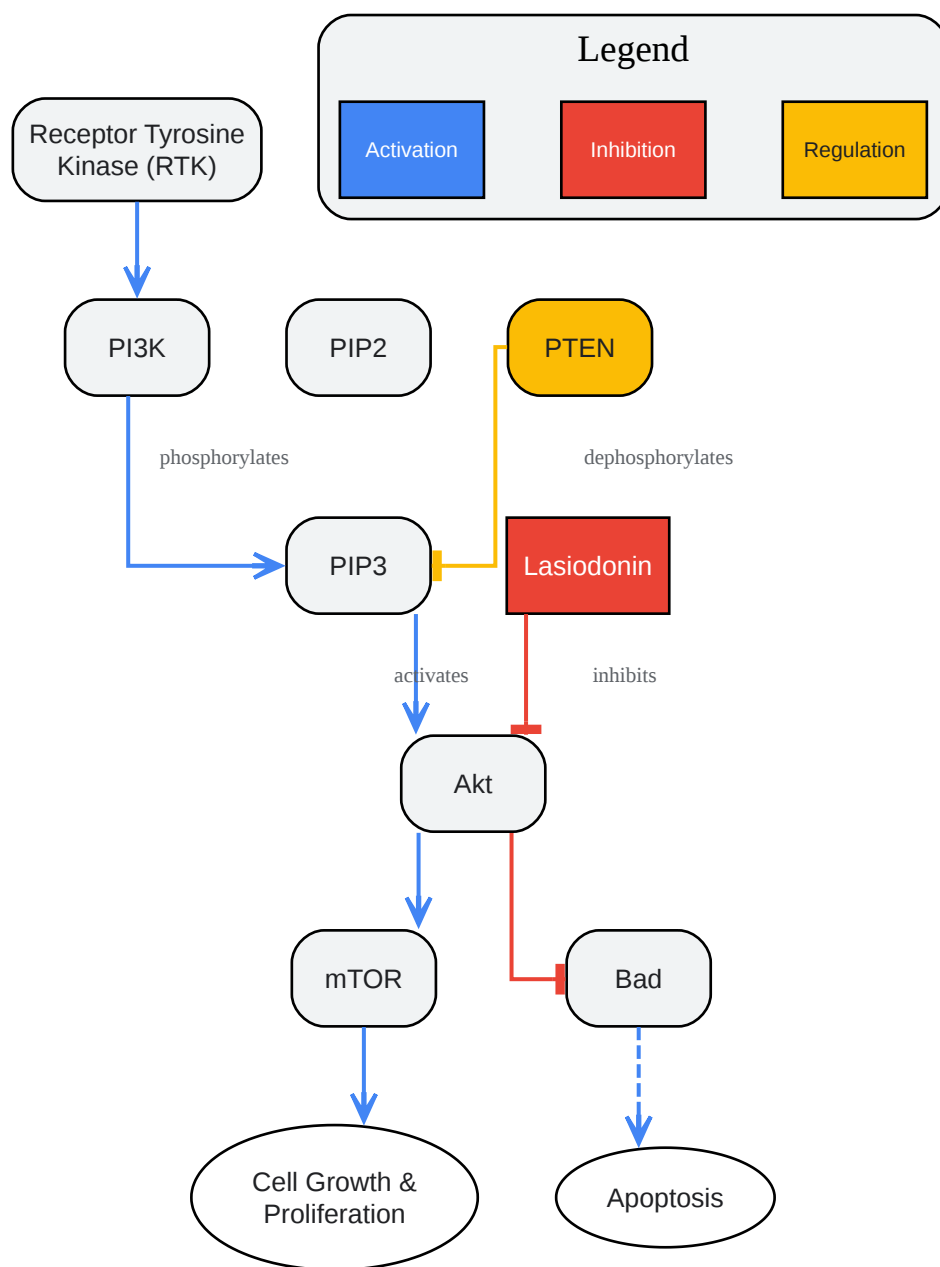 Legend
Activation
Inhibition
Regulation
Receptor Tyrosine
Kinase (RTK)
PI3K
PIP2
PTEN
phosphorylates
dephosphorylates
PIP3
Lasiodonin
activates
inhibits
Akt
mTOR
Bad
Cell Growth &
Proliferation
Apoptosis